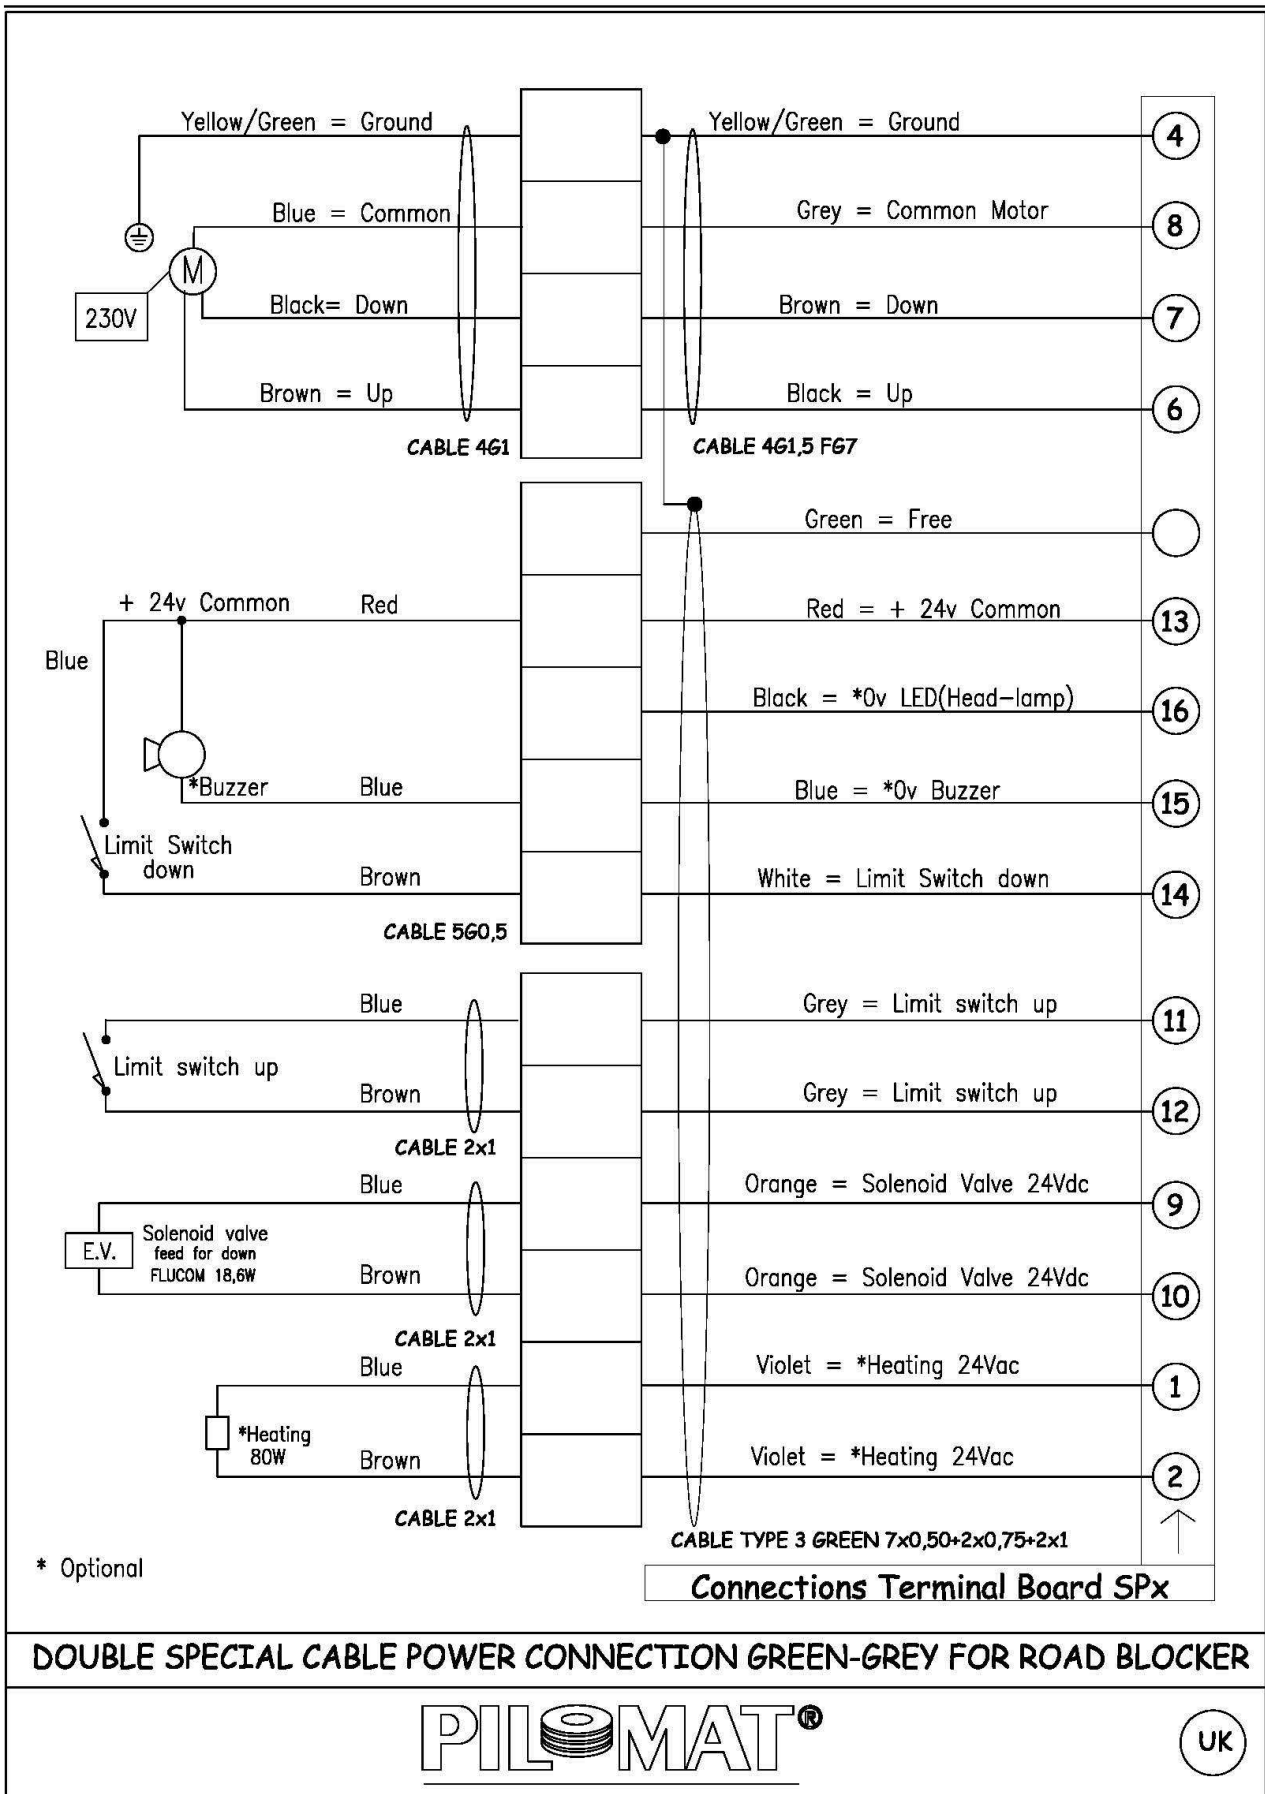 Yellow/Green = Ground
Yellow/Green = Ground
4
Blue = Common
Grey = Common Motor
8
M
230V
Black= Down
Brown = Down
7
Brown = Up
Black = Up
6
CABLE 4G1
CABLE 4G1,5 FG7
Green = Free
+ 24v Common
Red
Red = + 24v Common
13
Blue
Black = *0v LED(Head-lamp)
16
*Buzzer
Blue
Blue = *0v Buzzer
15
Limit Switch
down
Brown
White = Limit Switch down
14
CABLE 5G0,5
Blue
Grey = Limit switch up
11
Limit switch up
Brown
Grey = Limit switch up
12
CABLE 2x1
Blue
Orange = Solenoid Valve 24Vdc
9
E.V.
Solenoid valve
feed for down
FLUCOM 18,6W
Brown
Orange = Solenoid Valve 24Vdc
10
CABLE 2x1
Blue
Violet = *Heating 24Vac
1
*Heating
80W
Brown
Violet = *Heating 24Vac
2
CABLE 2x1
CABLE TYPE 3 GREEN 7x0,50+2x0,75+2x1
* Optional
Connections Terminal Board SPx
DOUBLE SPECIAL CABLE POWER CONNECTION GREEN-GREY FOR ROAD BLOCKER
PILOMAT®
UK